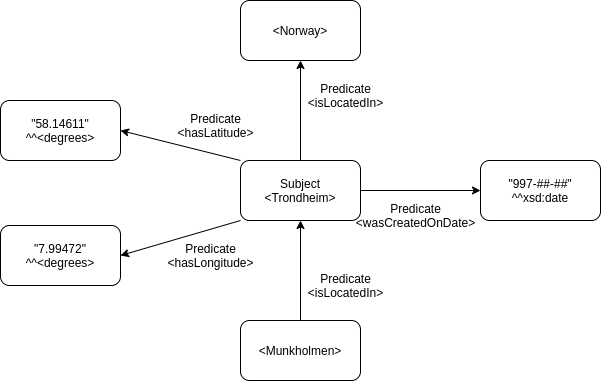 <Norway>
Predicate
<isLocatedIn>
"58.14611"
^^<degrees>
Predicate
<hasLatitude>
Subject
<Trondheim>
"997-##-##"
^^xsd:date
Predicate
<wasCreatedOnDate>
"7.99472"
^^<degrees>
Predicate
<hasLongitude>
Predicate
<isLocatedIn>
<Munkholmen>